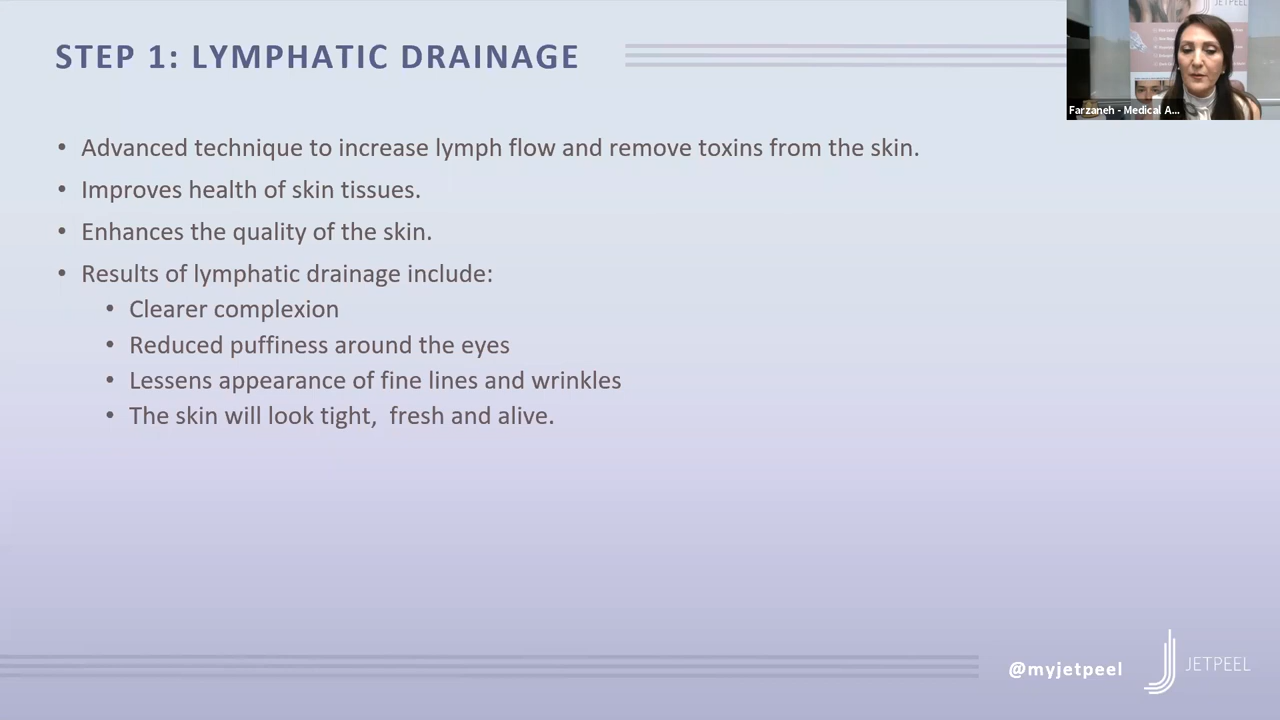 STEP 1: LYMPHATIC DRAINAGE
JETPEEL
Farzaneh - Medical A...
• Advanced technique to increase lymph flow and remove toxins from the skin.
• Improves health of skin tissues.
• Enhances the quality of the skin.
• Results of lymphatic drainage include:
• Clearer complexion
• Reduced puffiness around the eyes
• Lessens appearance of fine lines and wrinkles
• The skin will look tight,  fresh and alive.
@myjetpeel
JETPEEL